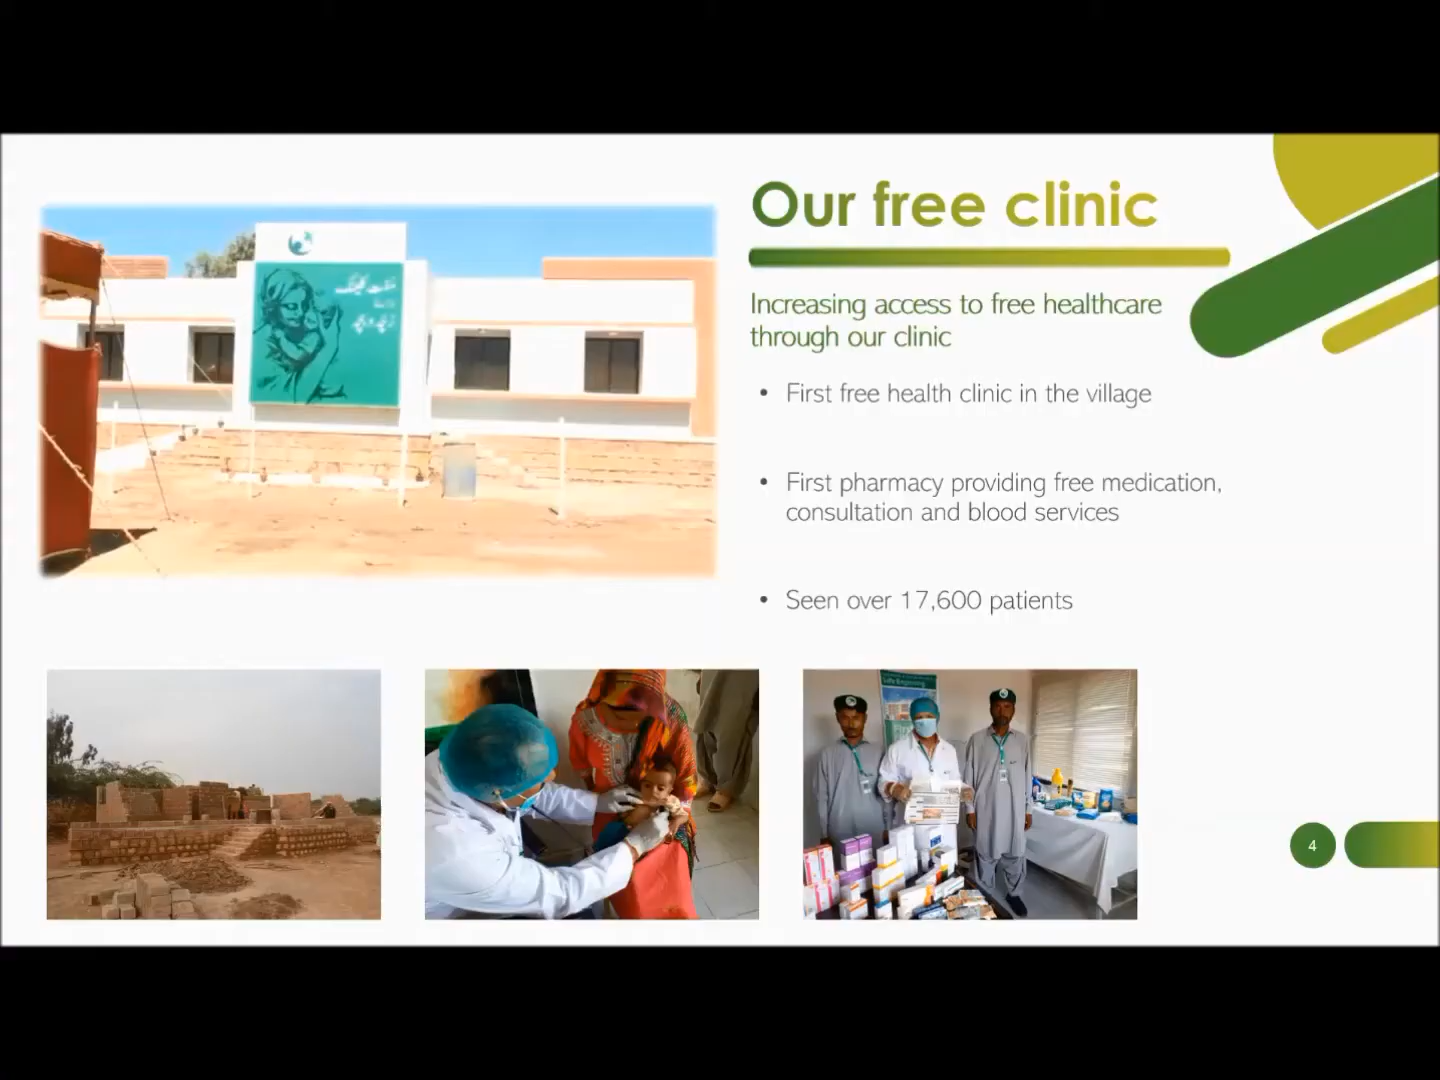 Our free clinic
Increasing access to free healthcare
through our clinic
• First free health clinic in the village
• First pharmacy providing free medication,
consultation and blood services
• Seen over 17,600 patients
4